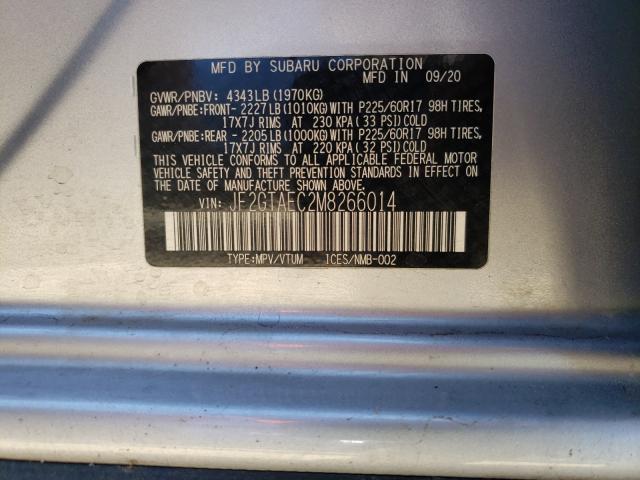 MFD BY SUBARU CORPORATION
MFD. IN 09/20
GVWR/PNBV: 4343LB(1970KG)
GAWR/PNBE:FRONT-2227LB(1010KG)WITH P225/60R17 98H TIRES,
17X7J RIMS AT 230 KPA(33 PSI)COLD
GAWR/PNBE:REAR -2205LB(1000KG)WITH P225/60R17 98H TIRES,
17X7J RIMS AT 220 KPA(32 PSI)COLD
THIS VEHICLE CONFORMS TO ALL APPLICABLE FEDERAL MOTOR
VEHICLE SAFETY AND THEFT PREVENTION STANDARDS IN
EFFECT ON THE DATE OF MANUFACTURE SHOWN ABOVE.
VIN: JF2GTAEC2M8266014
TYPE:MPV/VTUM ICES/NMB-002